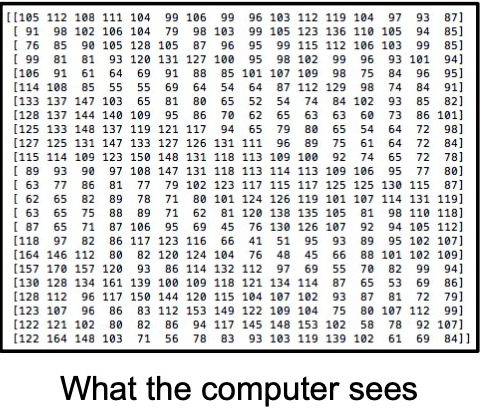 [[105 112 108 111 104 99 106 99 96 103 112 119 104 97 93 87]
[ 91 98 102 106 104 79 98 103 99 105 123 136 110 105 94 85]
[ 76 85 90 105 128 105 87 96 95 99 115 112 106 103 99 85]
[ 99 81 81 93 120 131 127 100 95 98 102 99 96 93 101 94]
[106 91 61 64 69 91 88 85 101 107 109 98 75 84 96 95]
[114 108 85 55 55 69 64 54 64 87 112 129 98 74 84 91]
[133 137 147 103 65 81 80 65 52 54 74 84 102 93 85 82]
[128 137 144 140 109 95 86 70 62 65 63 63 60 73 86 101]
[125 133 148 137 119 121 117 94 65 79 80 65 54 64 72 98]
[127 125 131 147 133 127 126 131 111 96 89 75 61 64 72 84]
[115 114 109 123 150 148 131 118 113 109 100 92 74 65 72 78]
[ 89 93 90 97 108 147 131 118 113 114 113 109 106 95 77 80]
[ 63 77 86 81 77 79 102 123 117 115 117 125 125 130 115 87]
[ 62 65 82 89 78 71 80 101 124 126 119 101 107 114 131 119]
[ 63 65 75 88 89 71 62 81 120 138 135 105 81 98 110 118]
[ 87 65 71 87 106 95 69 45 76 130 126 107 92 94 105 112]
[118 97 82 86 117 123 116 66 41 51 95 93 89 95 102 107]
[164 146 112 80 82 120 124 104 76 48 45 66 88 101 102 109]
[157 170 157 120 93 86 114 132 112 97 69 55 70 82 99 94]
[130 128 134 161 139 100 109 118 121 134 114 87 65 53 69 86]
[128 112 96 117 150 144 120 115 104 107 102 93 87 81 72 79]
[123 107 96 86 83 112 153 149 122 109 104 75 80 107 112 99]
[122 121 102 80 82 86 94 117 145 148 153 102 58 78 92 107]
[122 164 148 103 71 56 78 83 93 103 119 139 102 61 69 84]]
What the computer sees